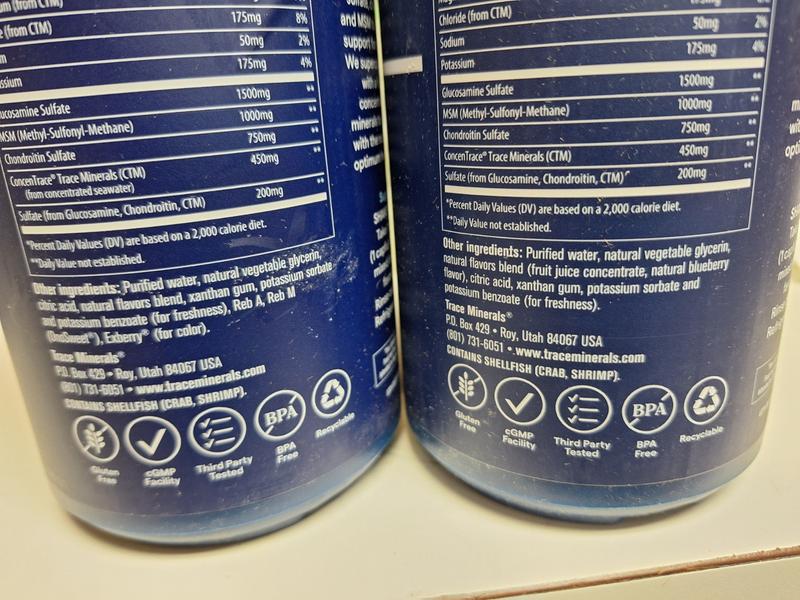 (from CTM)
175mg 8%
50mg 2%
175mg 4%
Glucosamine Sulfate 1500mg **
MSN (Methyl-Sulfonyl-Methane) 1000mg **
Chondroitin Sulfate 750mg **
ConcenTrace® Trace Minerals (CTM) 450mg **
(from concentrated seawater)
Sulfate (from Glucosamine, Chondroitin, CTM) 200mg **
*Percent Daily Values (DV) are based on a 2,000 calorie diet.
**Daily Value not established.
Other ingredients: Purified water, natural vegetable glycerin,
citric acid, natural flavors blend, xanthan gum, potassium sorbate
and potassium benzoate (for freshness), Reb A, Reb M
(OnoSweet®), Exberry® (for color).
Trace Minerals®
P.O. Box 429 • Roy, Utah 84067 USA
(801) 731-6051 • www.traceminerals.com
CONTAINS SHELLFISH (CRAB, SHRIMP).
BPA
Gluten Free
cGMP Facility
Third Party Tested
BPA Free
Recyclable
and MSM
support
We
Chloride (from CTM) 50mg 2%
Sodium 175mg 4%
Potassium
Glucosamine Sulfate 1500mg **
MSM (Methyl-Sulfonyl-Methane) 1000mg **
Chondroitin Sulfate 750mg **
ConcenTrace® Trace Minerals (CTM) 450mg **
Sulfate (from Glucosamine, Chondroitin, CTM) 200mg **
*Percent Daily Values (DV) are based on a 2,000 calorie diet.
**Daily Value not established.
Other ingredients: Purified water, natural vegetable glycerin,
natural flavors blend (fruit juice concentrate, natural blueberry
flavor), citric acid, xanthan gum, potassium sorbate and
potassium benzoate (for freshness).
Trace Minerals®
P.O. Box 429 • Roy, Utah 84067 USA
(801) 731-6051 • www.traceminerals.com
CONTAINS SHELLFISH (CRAB, SHRIMP).
BPA
Gluten Free
cGMP Facility
Third Party Tested
BPA Free
Recyclable